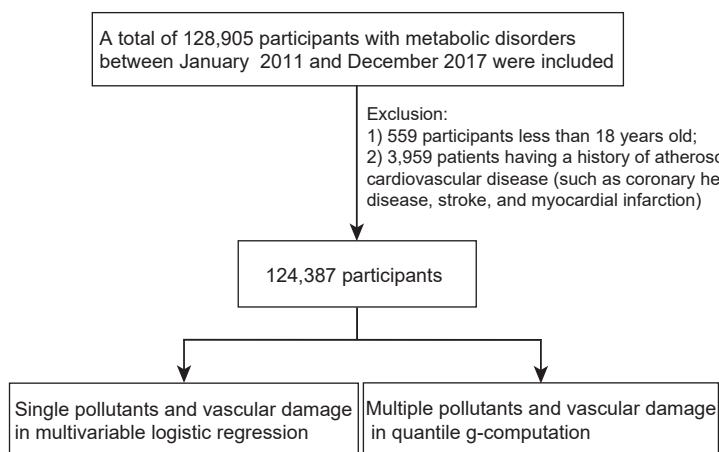 A total of 128,905 participants with metabolic disorders
between January 2011 and December 2017 were included
Exclusion:
1) 559 participants less than 18 years old;
2) 3,959 patients having a history of
cardiovascular disease (such as coronary
disease, stroke, and myocardial infarction)
124,387 participants
Single pollutants and vascular damage
in multivariable logistic regression
Multiple pollutants and vascular damage
in quantile g-computation